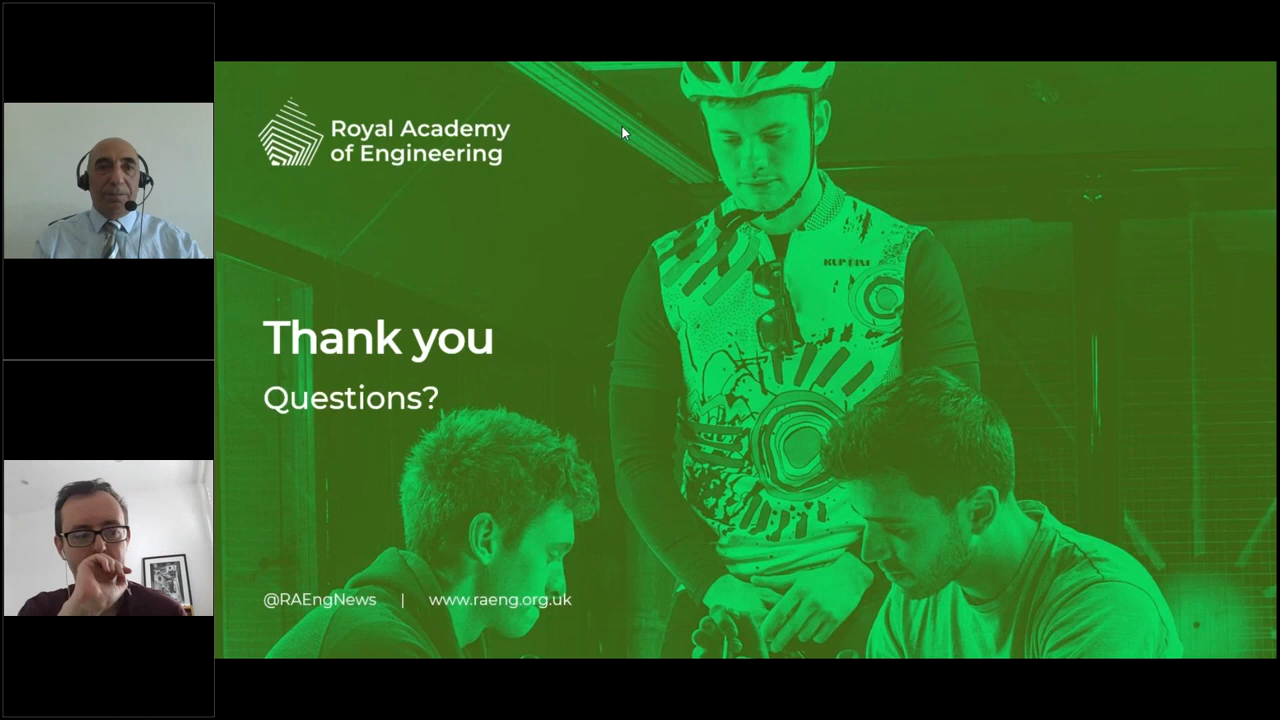 Royal Academy
of Engineering
Thank you
Questions?
@RAEngNews | www.raeng.org.uk